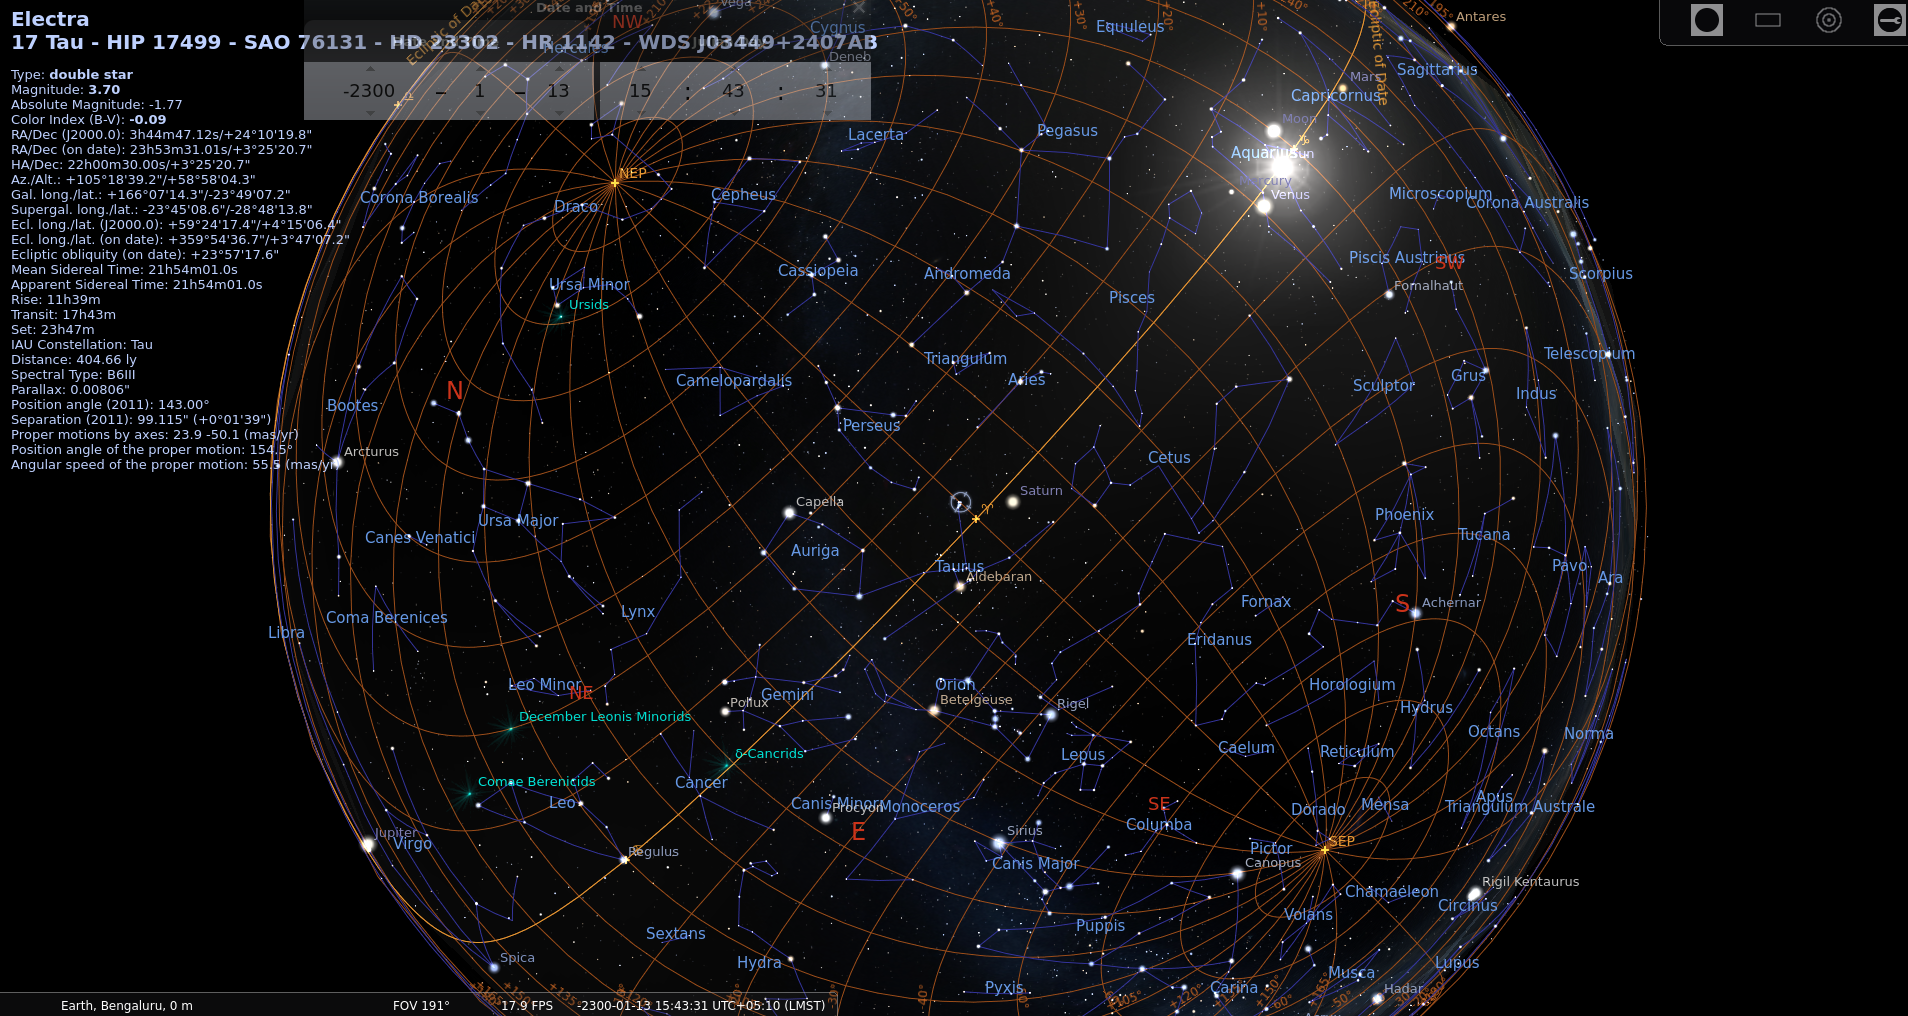 Electra
17 Tau - HIP 17499 - SAO 76131 - HD 23302 - HR 1142 - WDS J03449+2407AB
Type: double star
Magnitude: 3.70
Absolute Magnitude: -1.77
Color Index (B-V): -0.09
RA/Dec (J2000.0): 3h44m47.12s/+24°10'19.8"
RA/Dec (on date): 23h53m31.01s/+3°25'20.7"
HA/Dec: 22h00m30.00s/+3°25'20.7"
Az./Alt.: +105°18'39.2"/+58°58'04.3"
Gal. long./lat.: +166°07'14.3"/-23°49'07.2"
Supergal. long./lat.: -23°45'08.6"/-28°48'13.8"
Ecl. long./lat. (J2000.0): +59°24'17.4"/+4°15'06.4"
Ecl. long./lat. (on date): +359°54'36.7"/+3°47'07.2"
Ecliptic obliquity (on date): +23°57'17.6"
Mean Sidereal Time: 21h54m01.0s
Apparent Sidereal Time: 21h54m01.0s
Rise: 11h39m
Transit: 17h43m
Set: 23h47m
IAU Constellation: Tau
Distance: 404.66 ly
Spectral Type: B6III
Parallax: 0.00806"
Position angle (2011): 143.00°
Separation (2011): 99.115" (+0°01'39")
Proper motions by axes: 23.9 -50.1 (mas/yr)
Position angle of the proper motion: 154.5°
Angular speed of the proper motion: 55.5 (mas/yr)
Date and Time
-2300 - 1 - 13 15 : 43 : 31
NW
Vega
Cygnus
Deneb
Hercules
Ecliptic of Date
Equuleus
Antares
Sagittarius
Mars
Capricornus
Ecliptic of Date
Moon
Lacerta
Pegasus
Aquarius
Sun
Mercury
Venus
NEP
Draco
Cepheus
Corona Borealis
Microscopium
Corona Australis
Piscis Austrinus
SW
Scorpius
Fomalhaut
Cassiopeia
Andromeda
Pisces
Ursa Minor
Ursids
Triangulum
Telescopium
Camelopardalis
Aries
Sculptor
Grus
Indus
N
Bootes
Perseus
Arcturus
Cetus
Saturn
Capella
Ursa Major
Canes Venatici
Phoenix
Tucana
Auriga
Taurus
Aldebaran
Pavo
Ara
Fornax
S
Achernar
Lynx
Coma Berenices
Libra
Eridanus
Leo Minor
NE
Gemini
Pollux
Orion
Betelgeuse
Rigel
Horologium
Hydrus
December Leonis Minorids
Octans
Norma
δ-Cancrids
Lepus
Caelum
Reticulum
Comae Berenicids
Cancer
Leo
Canis Minor
Procyon
Monoceros
SE
Columba
Dorado
Mensa
Apus
Triangulum Australe
E
Jupiter
Virgo
Sirius
Regulus
Canis Major
SEP
Pictor
Canopus
Rigil Kentaurus
Chamaeleon
Circinus
Volans
Sextans
Puppis
Spica
Hydra
Musca
Lupus
Pyxis
Carina
Hadar
Earth, Bengaluru, 0 m FOV 191° 17.9 FPS -2300-01-13 15:43:31 UTC+05:10 (LMST)